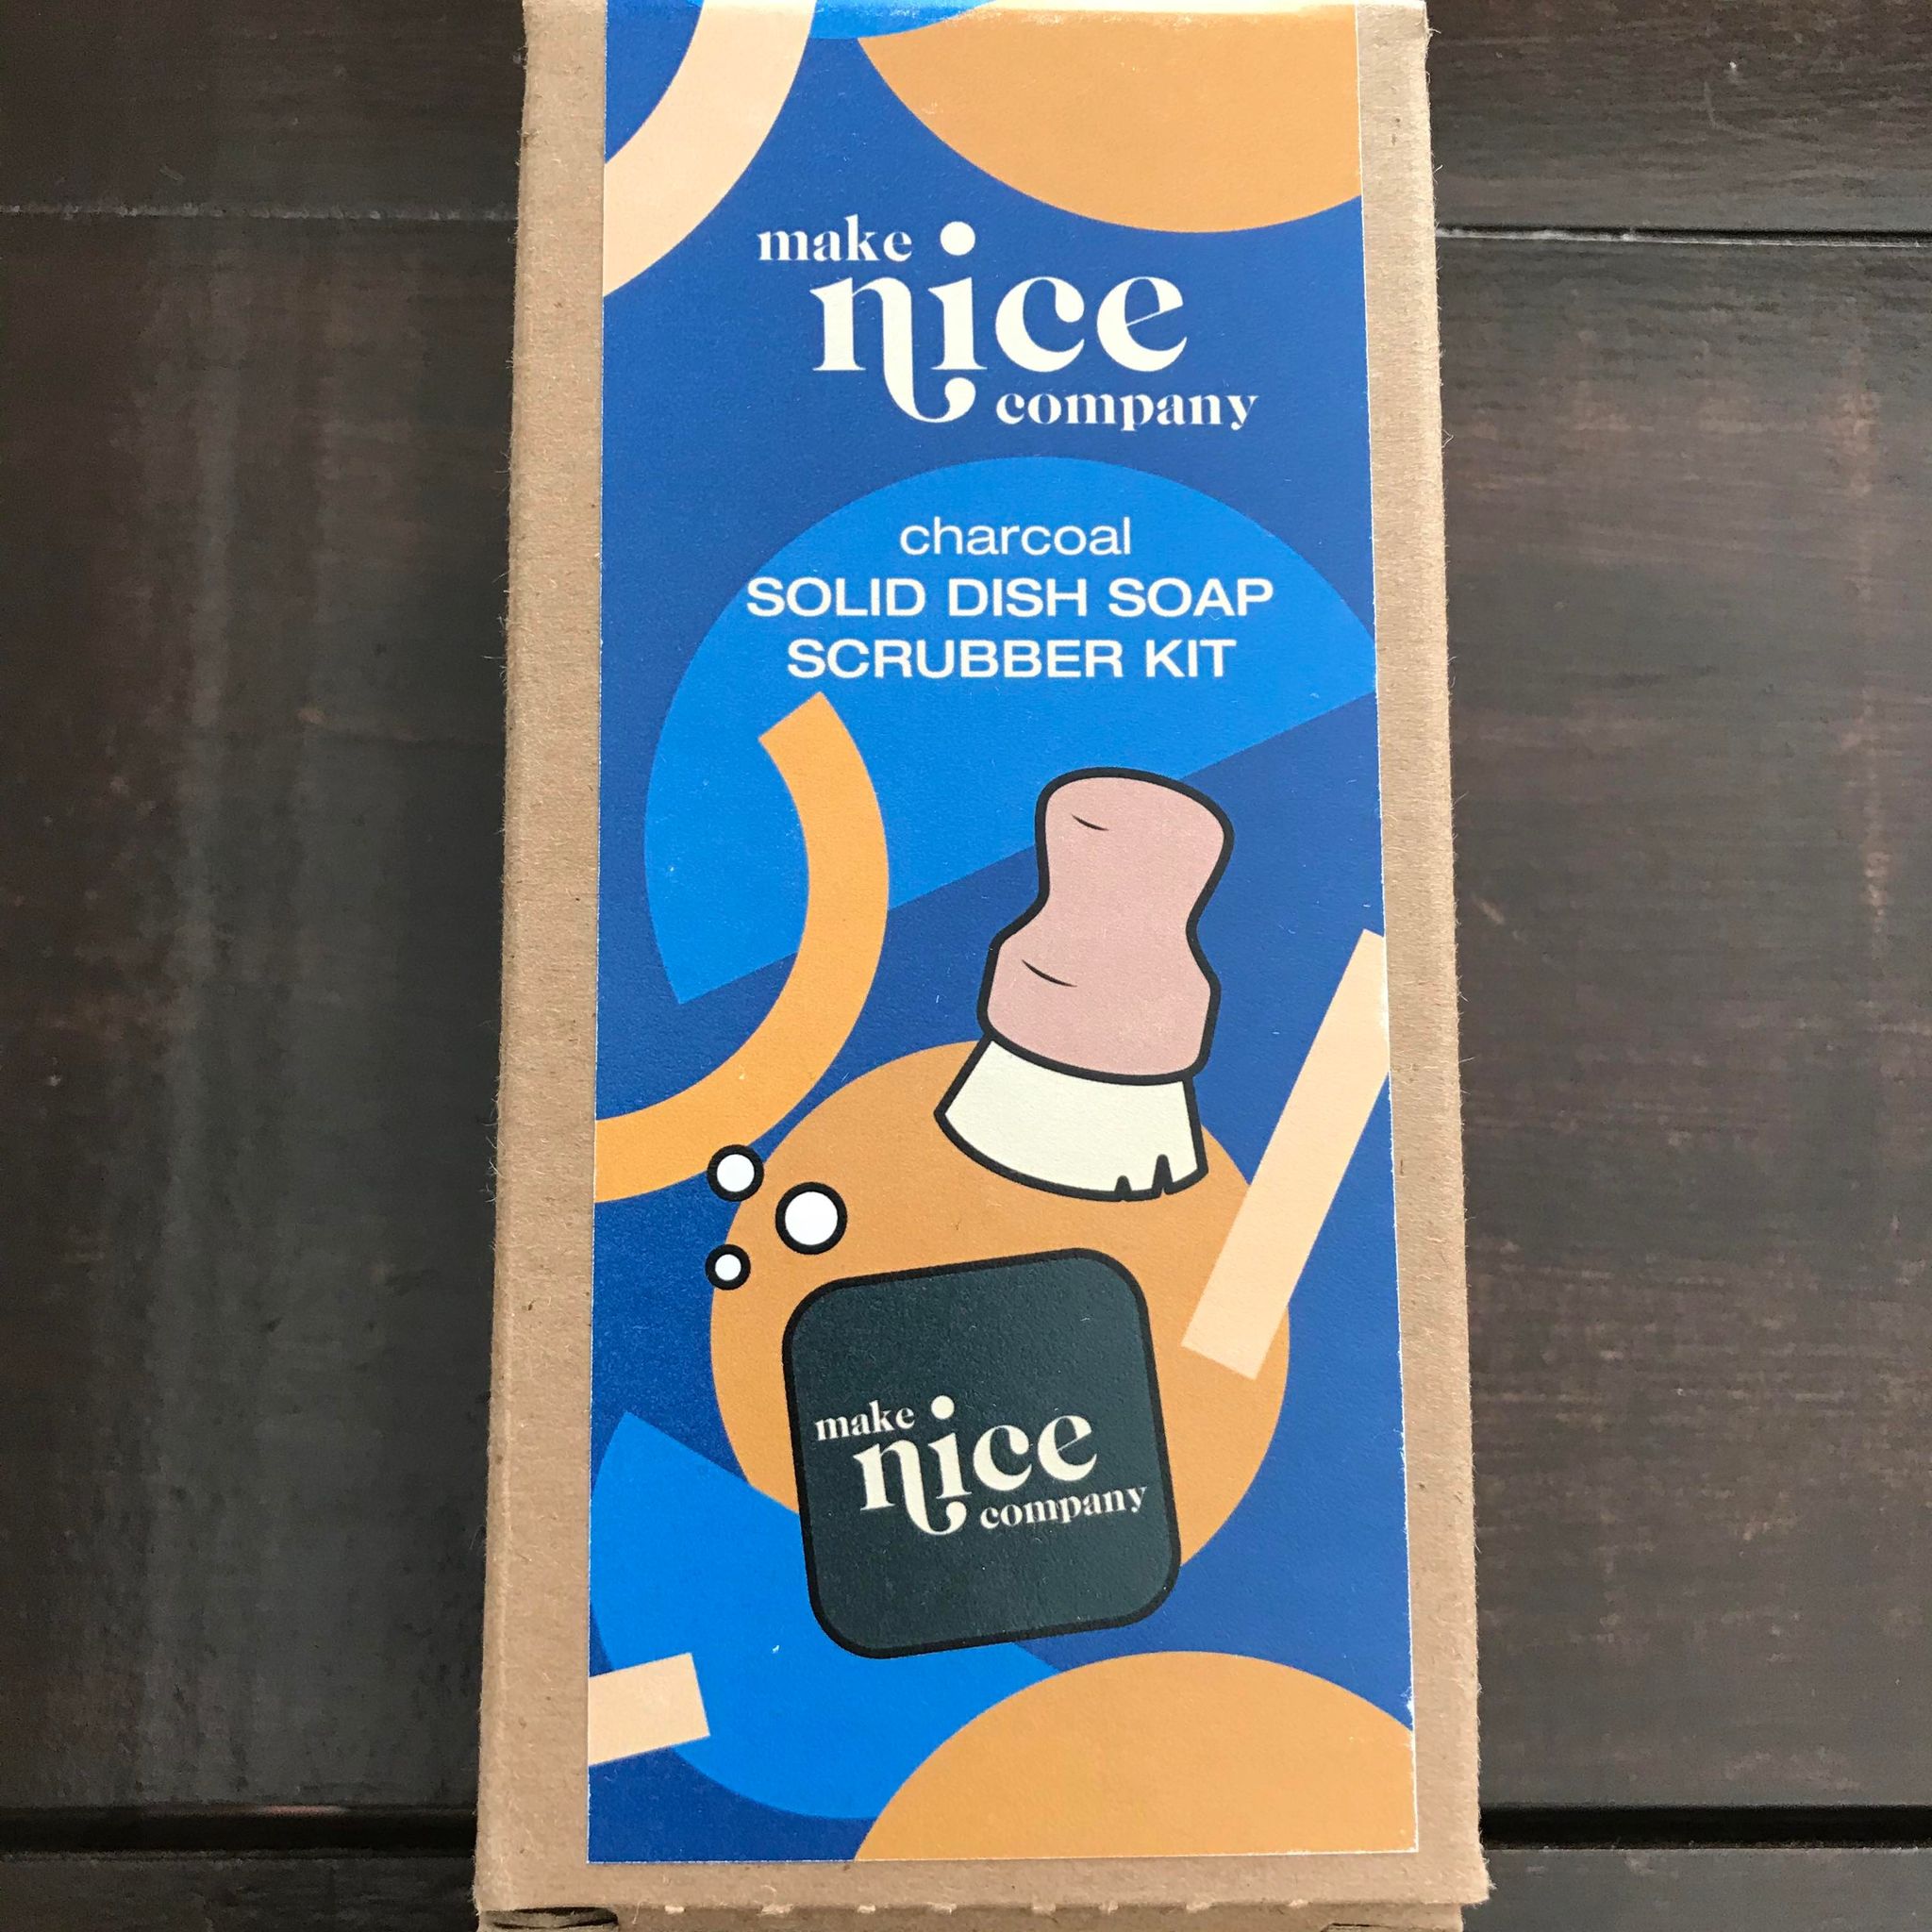 make
nice
company
charcoal
SOLID DISH SOAP
SCRUBBER KIT
make
nice
company